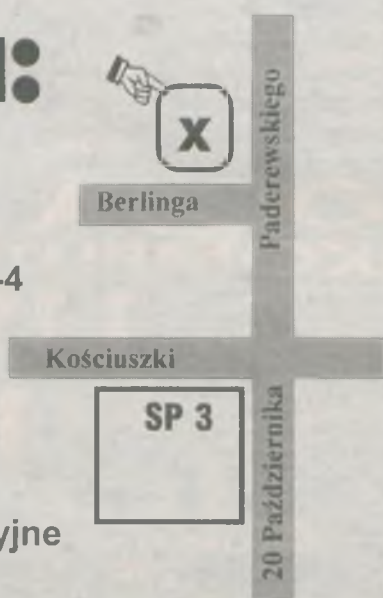 X
Paderewskiego
Berlinga
-4
Kościuszki
SP 3
20 Października
yjne